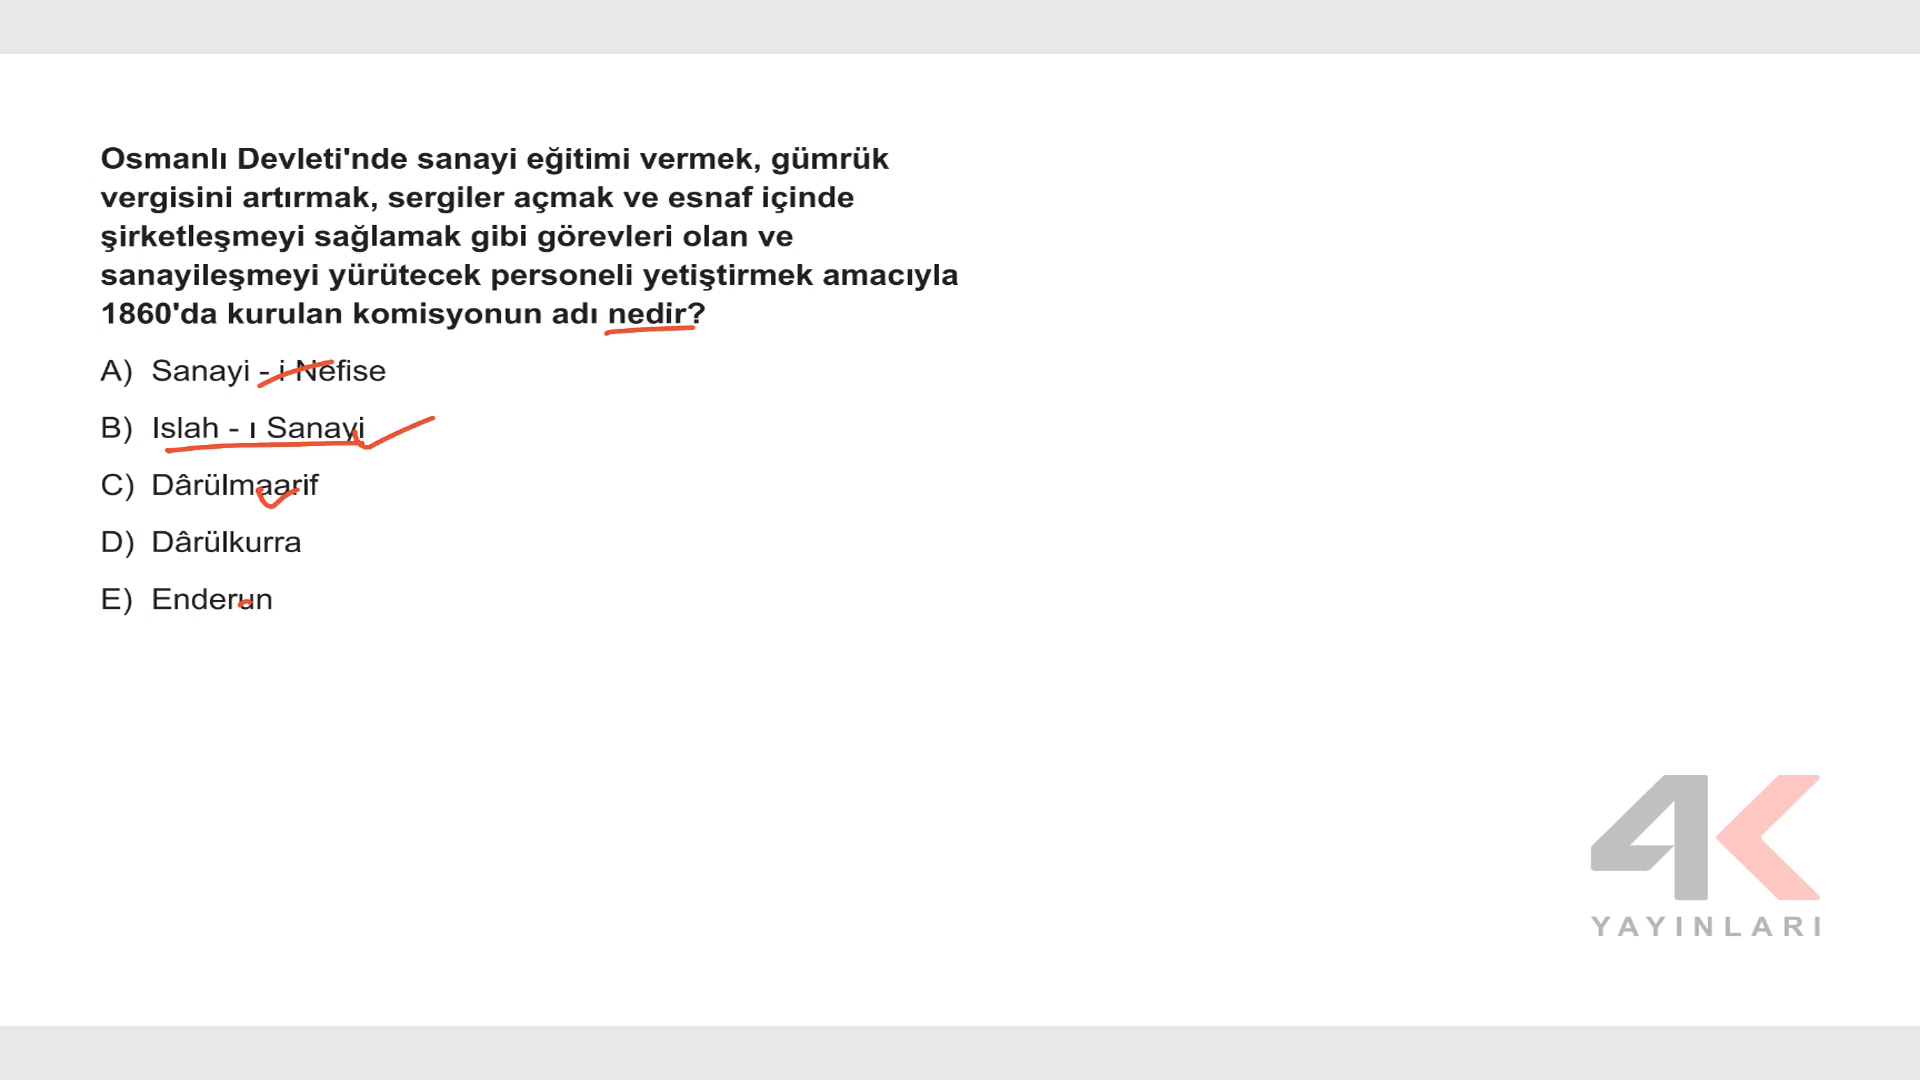 Osmanlı Devleti'nde sanayi eğitimi vermek, gümrük
vergisini artırmak, sergiler açmak ve esnaf içinde
şirketleşmeyi sağlamak gibi görevleri olan ve
sanayileşmeyi yürütecek personeli yetiştirmek amacıyla
1860'da kurulan komisyonun adı nedir?
A) Sanayi - i Nefise
B) Islah - ı Sanayi
C) Dârülmaarif
D) Dârülkurra
E) Enderun
4K
YAYINLARI